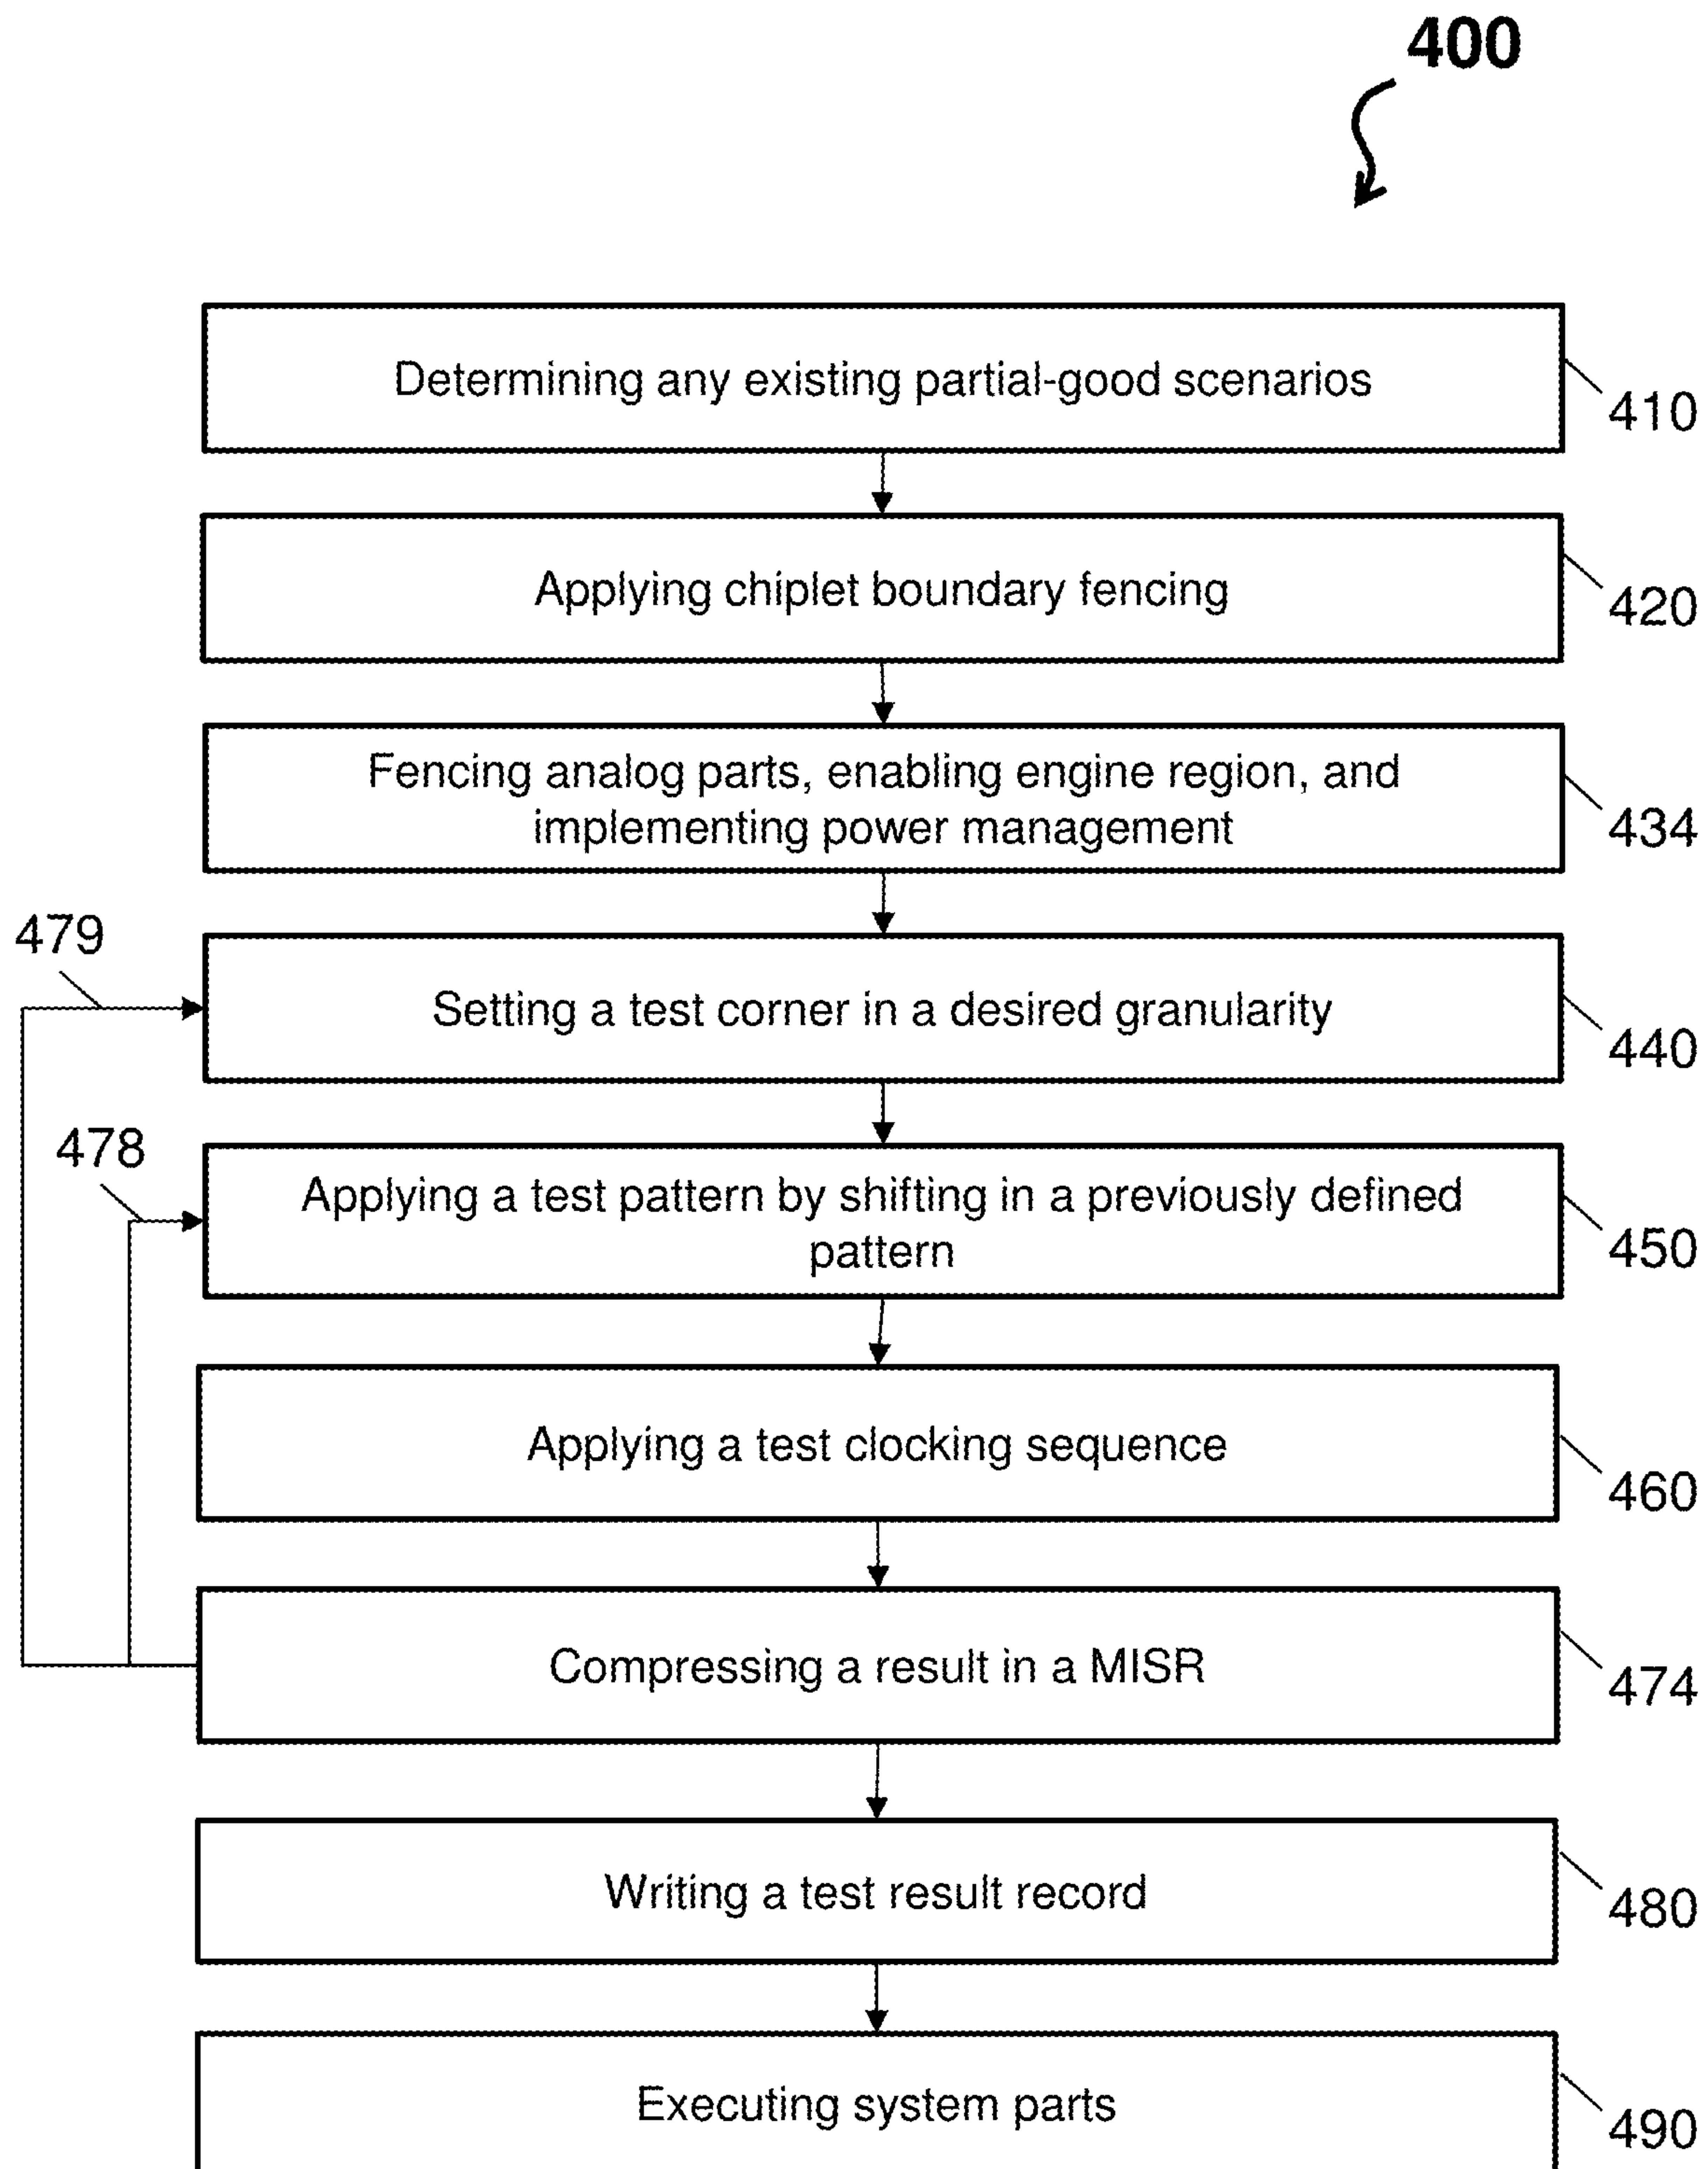 400
Determining any existing partial-good scenarios
410
Applying chiplet boundary fencing
420
Fencing analog parts, enabling engine region, and
implementing power management
434
479
Setting a test corner in a desired granularity
440
478
Applying a test pattern by shifting in a previously defined
pattern
450
Applying a test clocking sequence
460
Compressing a result in a MISR
474
Writing a test result record
480
Executing system parts
490